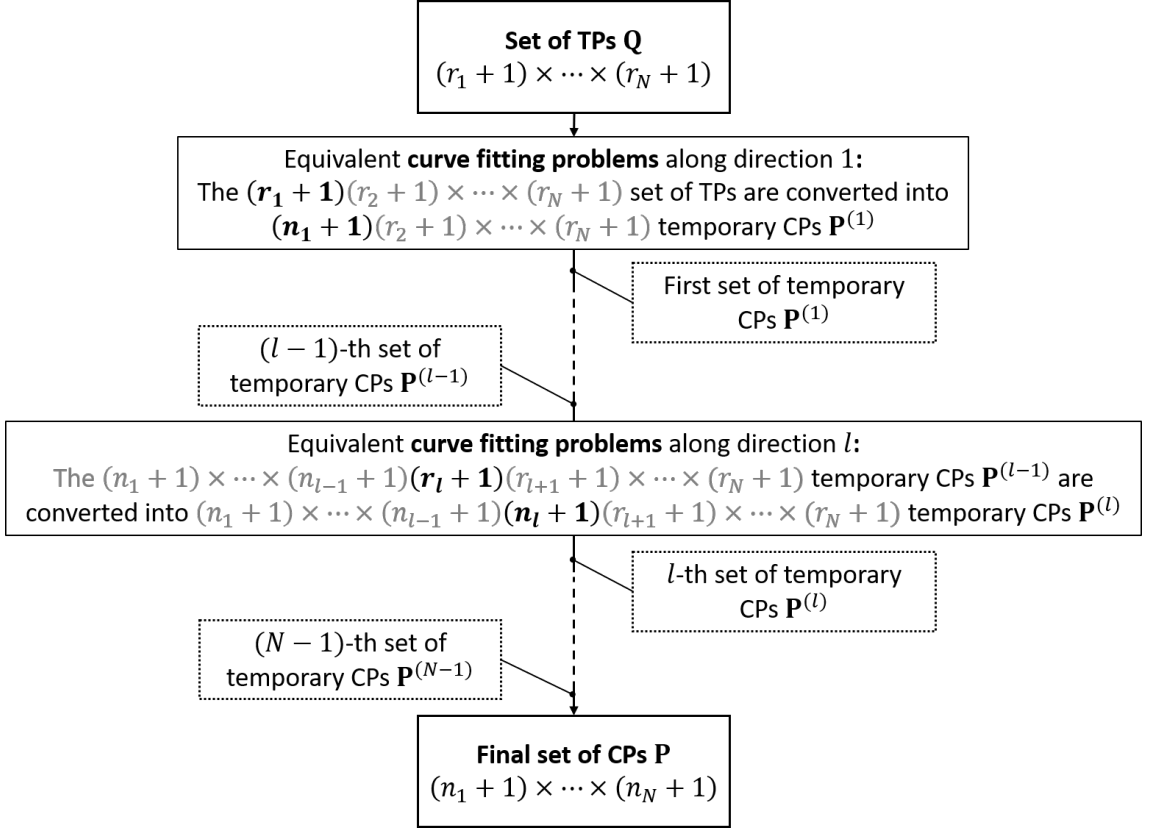 Set of TPs Q
(r₁ + 1) × ⋯ × (r_N + 1)
Equivalent curve fitting problems along direction 1:
The (r₁ + 1)(r₂ + 1) × ⋯ × (r_N + 1) set of TPs are converted into
(n₁ + 1)(r₂ + 1) × ⋯ × (r_N + 1) temporary CPs P⁽¹⁾
First set of temporary
CPs P⁽¹⁾
(l − 1)-th set of
temporary CPs P⁽ˡ⁻¹⁾
Equivalent curve fitting problems along direction l:
The (n₁ + 1) × ⋯ × (n_{l−1} + 1)(r_l + 1)(r_{l+1} + 1) × ⋯ × (r_N + 1) temporary CPs P⁽ˡ⁻¹⁾ are
converted into (n₁ + 1) × ⋯ × (n_{l−1} + 1)(n_l + 1)(r_{l+1} + 1) × ⋯ × (r_N + 1) temporary CPs P⁽ˡ⁾
l-th set of temporary
CPs P⁽ˡ⁾
(N − 1)-th set of
temporary CPs P⁽ᴺ⁻¹⁾
Final set of CPs P
(n₁ + 1) × ⋯ × (n_N + 1)